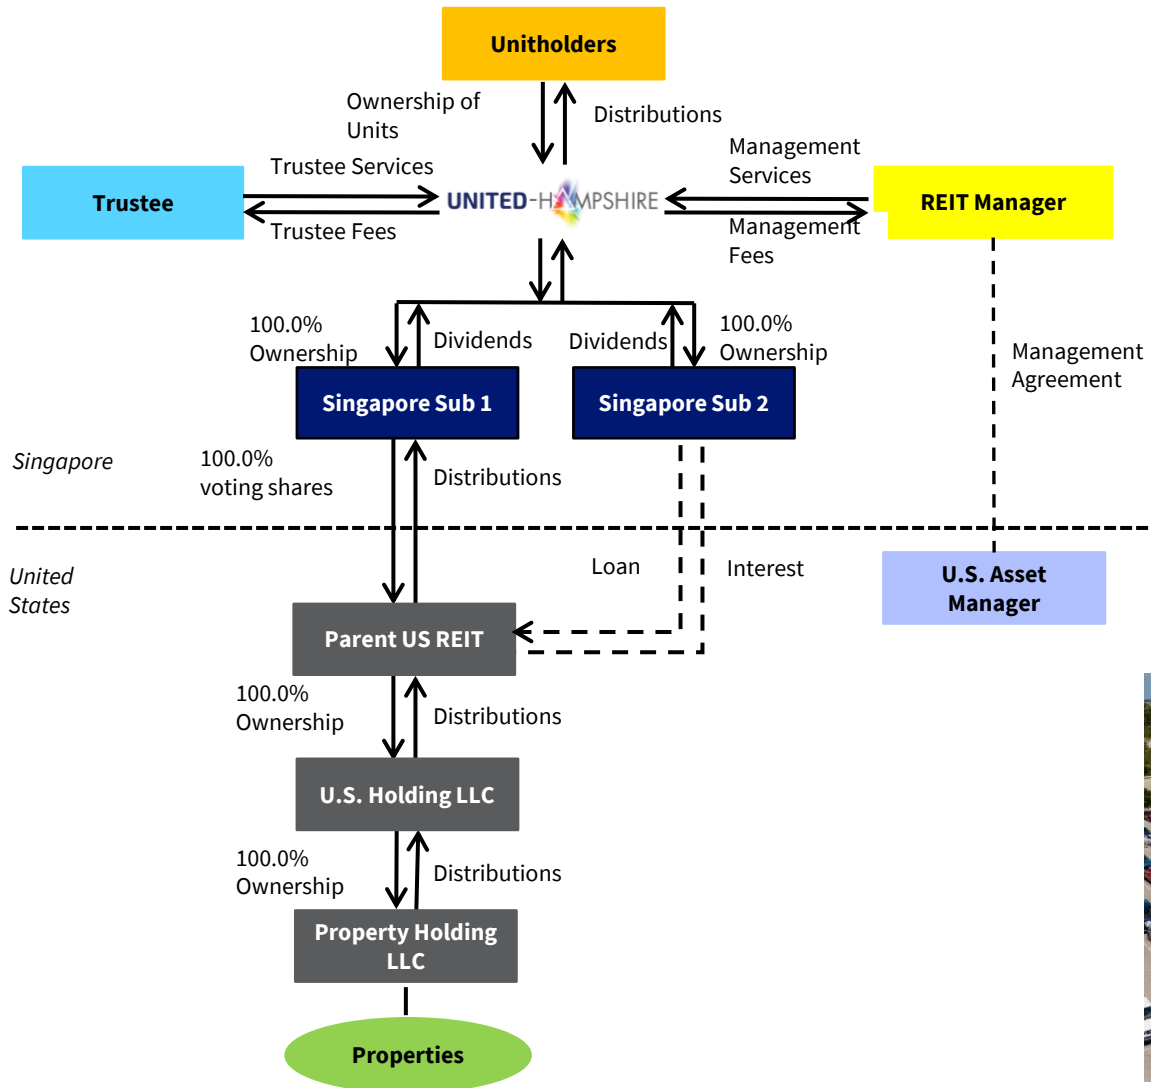 Unitholders
Ownership of
Units
Distributions
Trustee Services
Management
Services
Trustee
UNITED-HAMPSHIRE
REIT Manager
Trustee Fees
Management
Fees
100.0%
Ownership
Dividends
Dividends
100.0%
Ownership
Management
Agreement
Singapore Sub 1
Singapore Sub 2
Singapore
100.0%
voting shares
Distributions
United
States
Loan
Interest
U.S. Asset
Manager
Parent US REIT
100.0%
Ownership
Distributions
U.S. Holding LLC
100.0%
Ownership
Distributions
Property Holding
LLC
Properties